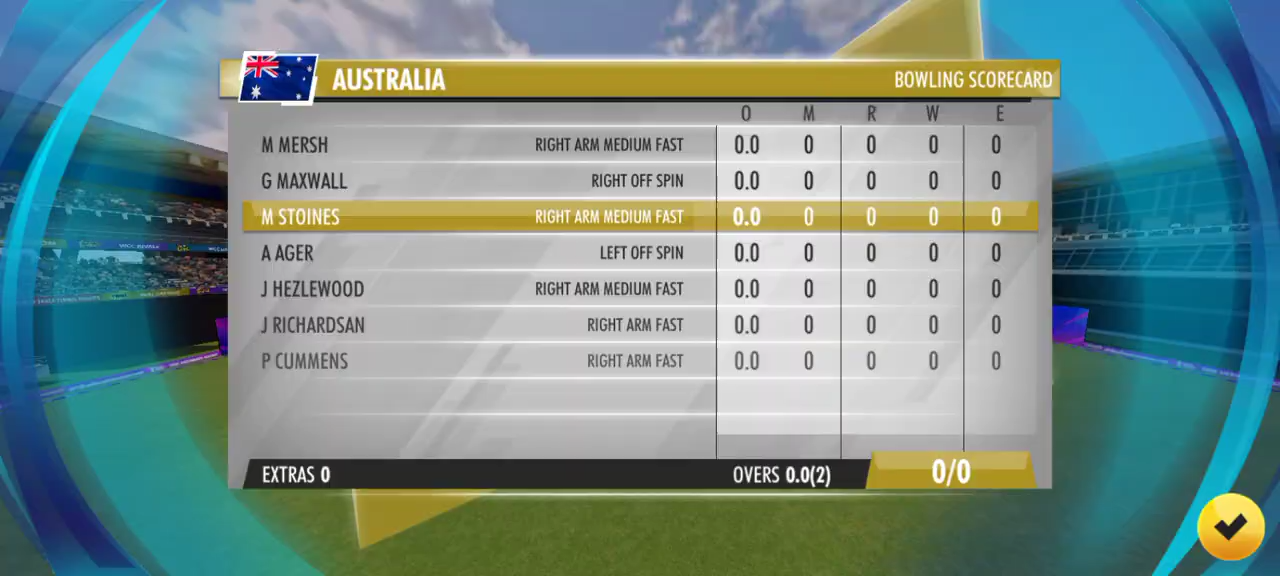 AUSTRALIA BOWLING SCORECARD
O M R W E
M MERSH RIGHT ARM MEDIUM FAST 0.0 0 0 0 0
G MAXWALL RIGHT OFF SPIN 0.0 0 0 0 0
M STOINES RIGHT ARM MEDIUM FAST 0.0 0 0 0 0
A AGER LEFT OFF SPIN 0.0 0 0 0 0
J HEZLEWOOD RIGHT ARM MEDIUM FAST 0.0 0 0 0 0
J RICHARDSAN RIGHT ARM FAST 0.0 0 0 0 0
P CUMMENS RIGHT ARM FAST 0.0 0 0 0 0
EXTRAS 0 OVERS 0.0(2) 0/0